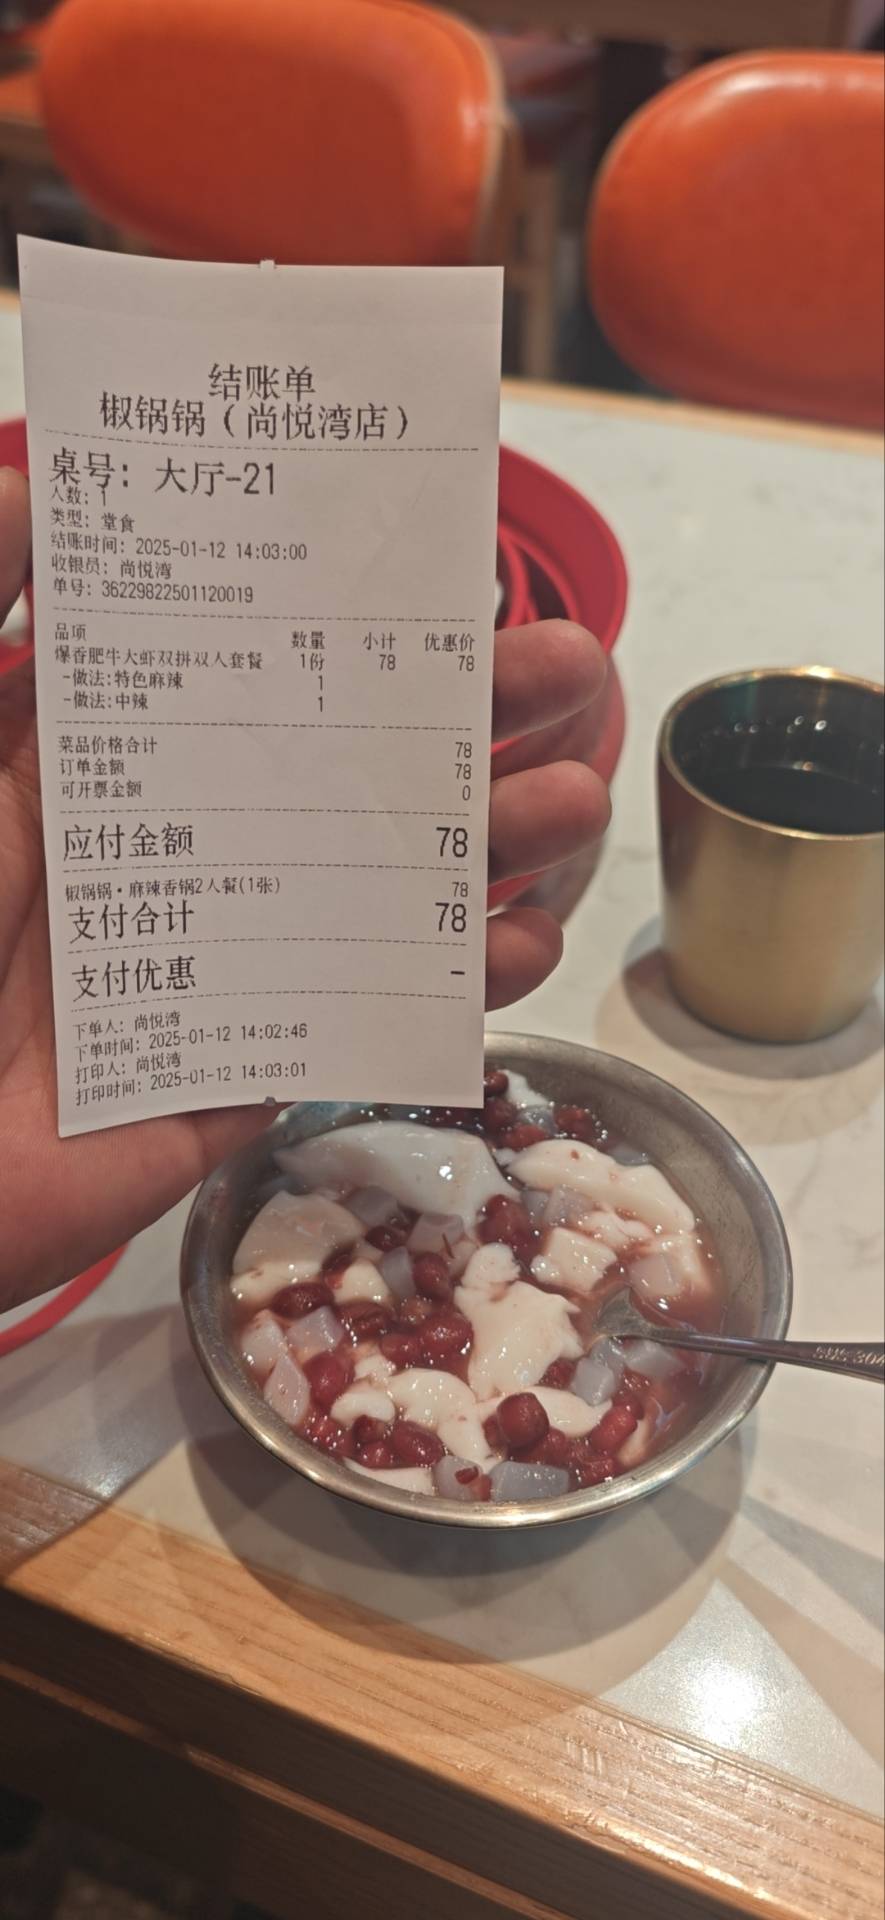 结账单
椒锅锅(尚悦湾店)
桌号: 大厅-21
人数: 1
类型: 堂食
结账时间: 2025-01-12 14:03:00
收银员: 尚悦湾
单号: 36229822501120019
品项 数量 小计 优惠价
爆香肥牛大虾双拼双人套餐 1份 78 78
-做法:特色麻辣 1
-做法:中辣 1
菜品价格合计 78
订单金额 78
可开票金额 0
应付金额 78
椒锅锅·麻辣香锅2人餐(1张) 78
支付合计 78
支付优惠 -
下单人: 尚悦湾
下单时间: 2025-01-12 14:02:46
打印人: 尚悦湾
打印时间: 2025-01-12 14:03:01
SUS 304